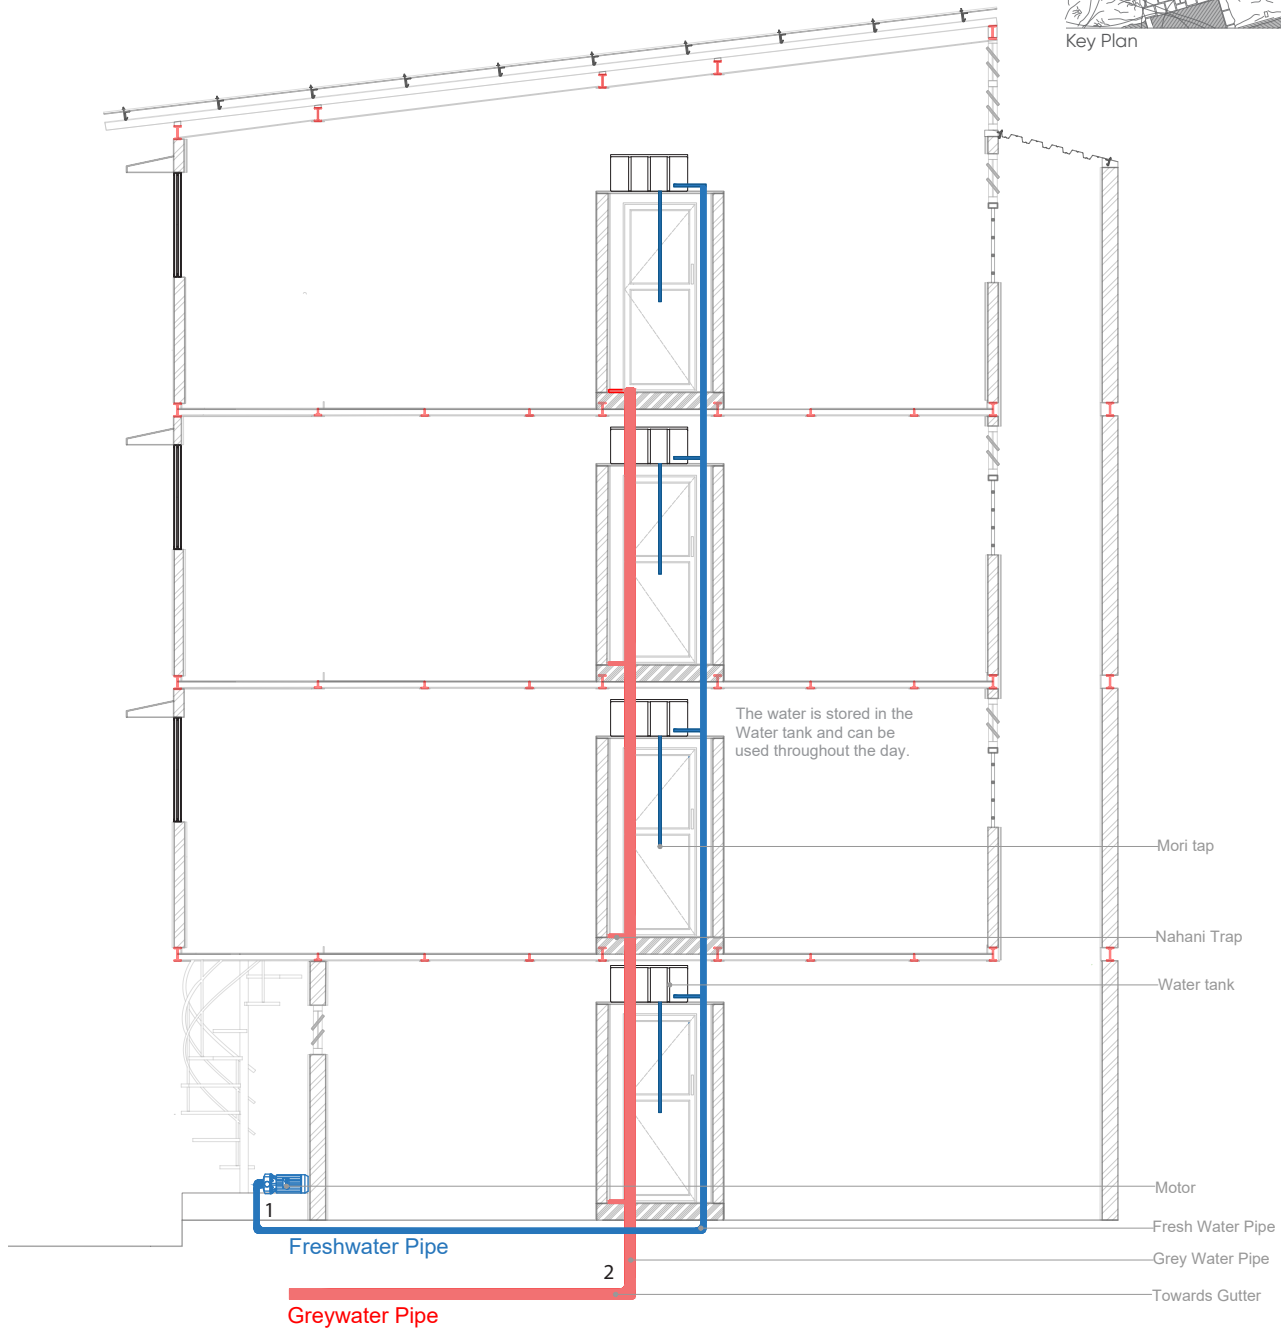 Key Plan
The water is stored in the
Water tank and can be
used throughout the day.
Mori tap
Nahani Trap
Water tank
Motor
1
Fresh Water Pipe
Freshwater Pipe
Grey Water Pipe
2
Towards Gutter
Greywater Pipe